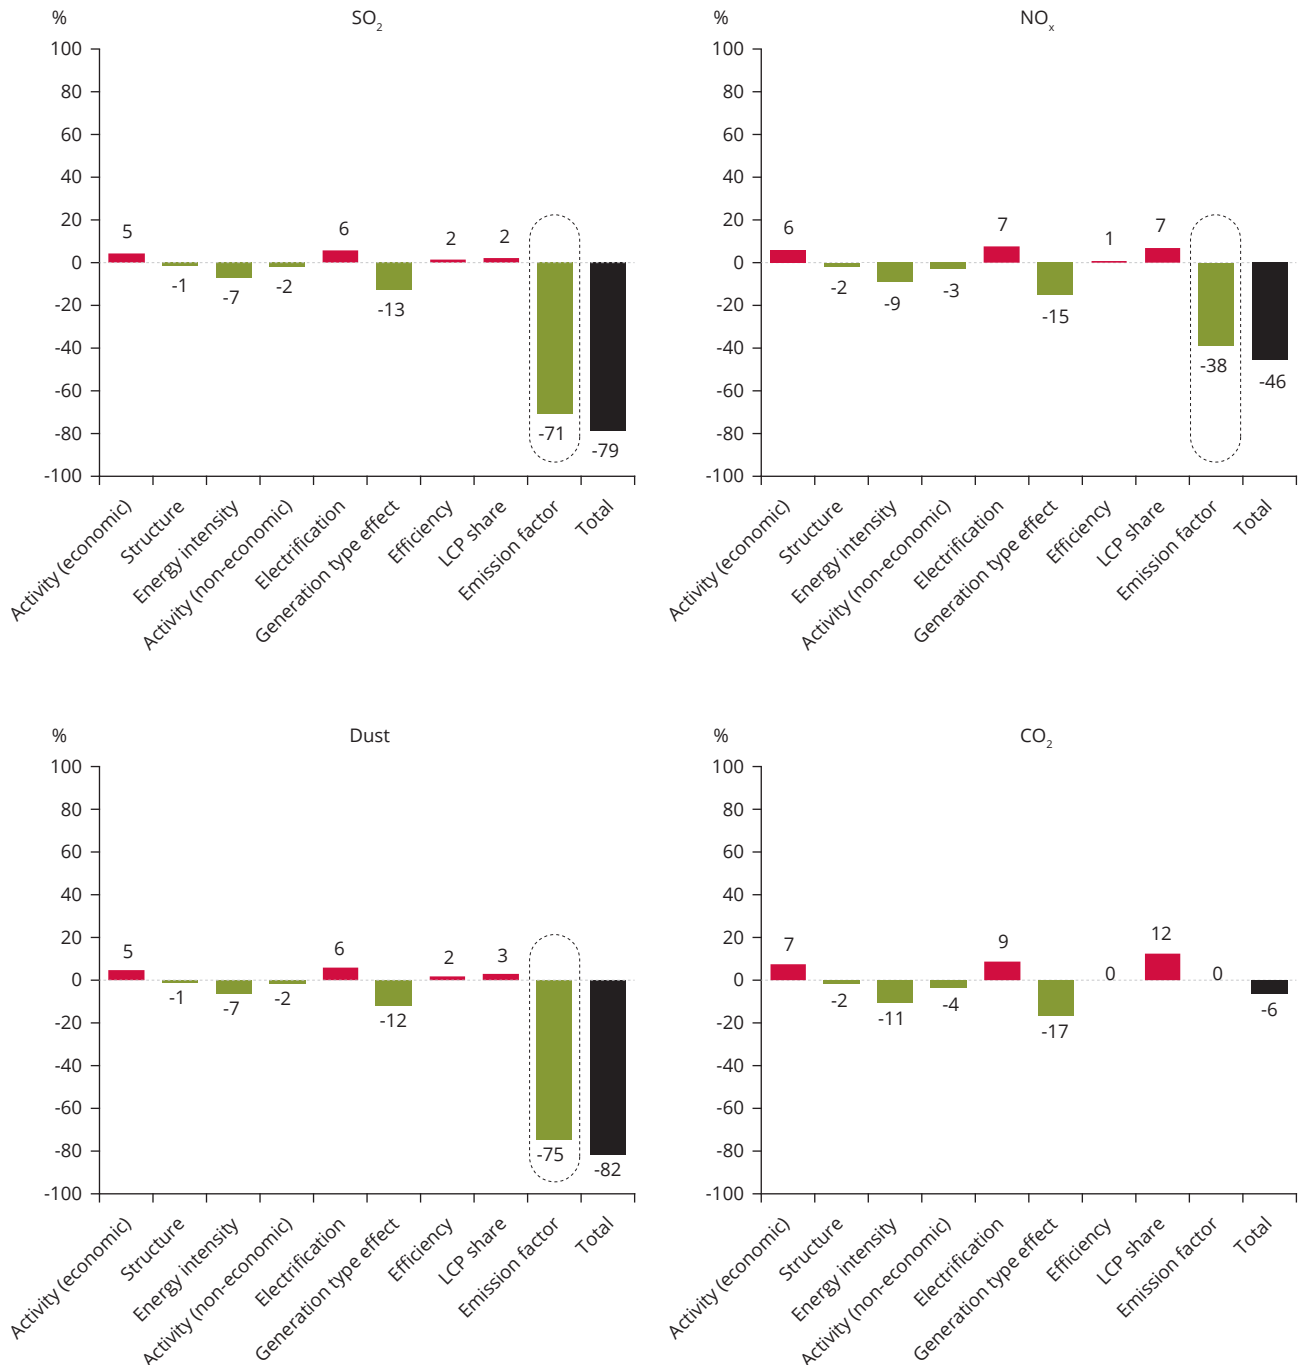 %
SO2
100
80
60
40
20
0
-20
-40
-60
-80
-100
5
-1
-7
-2
6
-13
2
2
-71
-79
Activity (economic)
Structure
Energy intensity
Activity (non-economic)
Electrification
Generation type effect
Efficiency
LCP share
Emission factor
Total
%
NOx
100
80
60
40
20
0
-20
-40
-60
-80
-100
6
-2
-9
-3
7
-15
1
7
-38
-46
Activity (economic)
Structure
Energy intensity
Activity (non-economic)
Electrification
Generation type effect
Efficiency
LCP share
Emission factor
Total
%
Dust
100
80
60
40
20
0
-20
-40
-60
-80
-100
5
-1
-7
-2
6
-12
2
3
-75
-82
Activity (economic)
Structure
Energy intensity
Activity (non-economic)
Electrification
Generation type effect
Efficiency
LCP share
Emission factor
Total
%
CO2
100
80
60
40
20
0
-20
-40
-60
-80
-100
7
-2
-11
-4
9
-17
0
12
0
-6
Activity (economic)
Structure
Energy intensity
Activity (non-economic)
Electrification
Generation type effect
Efficiency
LCP share
Emission factor
Total